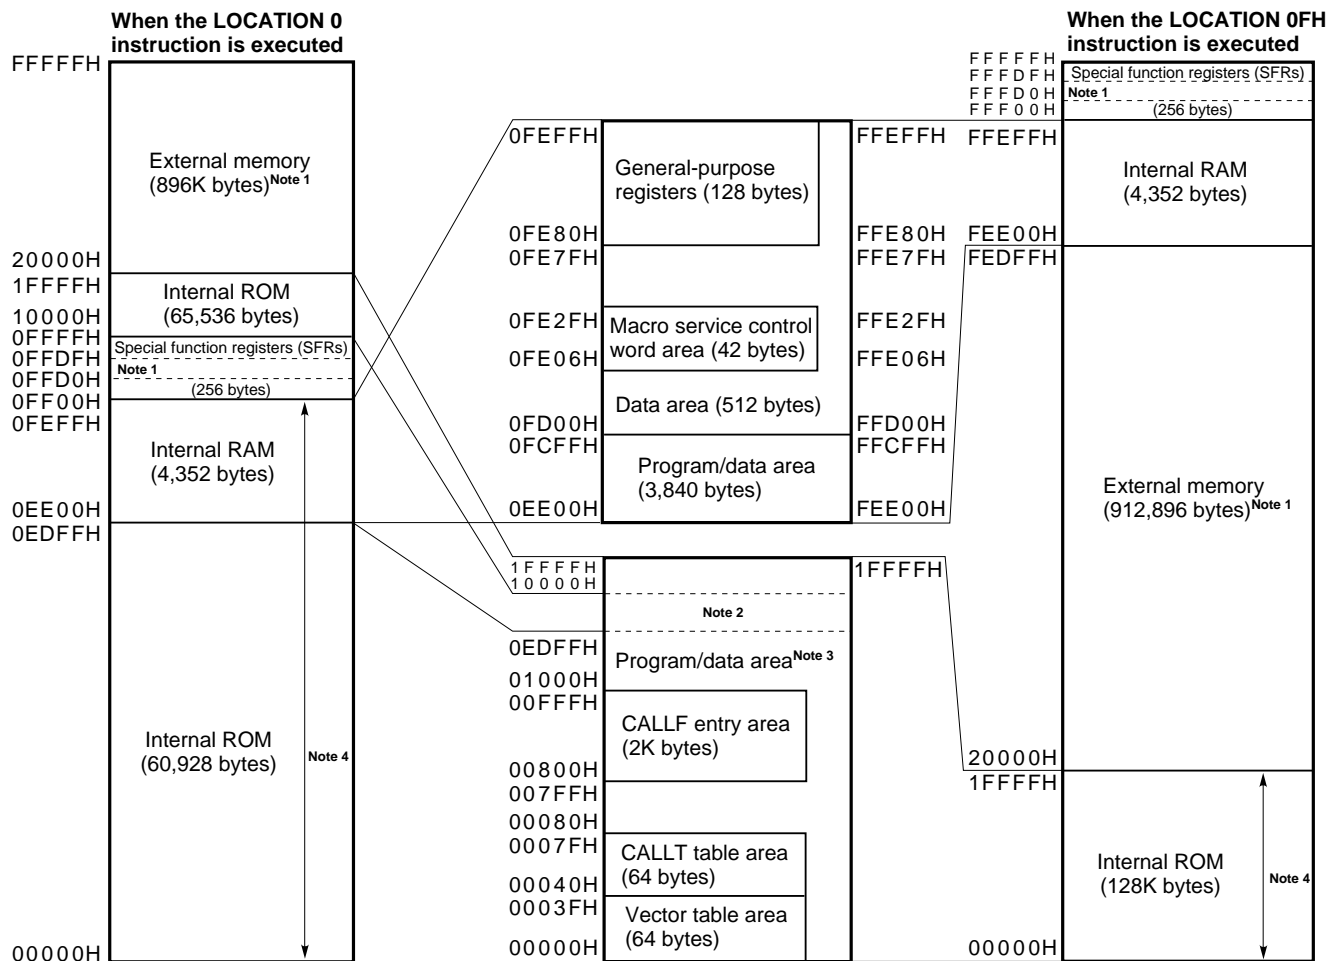 When the LOCATION 0
instruction is executed
FFFFFH
External memory
(896K bytes)Note 1
20000H
1FFFFH
Internal ROM
(65,536 bytes)
10000H
0FFFFH
Special function registers (SFRs)
0FFDFH
Note 1
0FFD0H
(256 bytes)
0FF00H
0FEFFH
Internal RAM
(4,352 bytes)
0EE00H
0EDFFH
Internal ROM
(60,928 bytes)
Note 4
00000H
0FEFFH
General-purpose
registers (128 bytes)
0FE80H
0FE7FH
0FE2FH
Macro service control
word area (42 bytes)
0FE06H
Data area (512 bytes)
0FD00H
0FCFFH
Program/data area
(3,840 bytes)
0EE00H
FFEFFH
FFE80H
FFE7FH
FFE2FH
FFE06H
FFD00H
FFCFFH
FEE00H
1FFFFH
10000H
1FFFFH
Note 2
0EDFFH
Program/data areaNote 3
01000H
00FFFH
CALLF entry area
(2K bytes)
00800H
007FFH
00080H
0007FH
CALLT table area
(64 bytes)
00040H
0003FH
Vector table area
(64 bytes)
00000H
When the LOCATION 0FH
instruction is executed
FFFFFH
Special function registers (SFRs)
FFFDFH
Note 1
FFFD0H
(256 bytes)
FFF00H
FFEFFH
Internal RAM
(4,352 bytes)
FEE00H
FEDFFH
External memory
(912,896 bytes)Note 1
20000H
1FFFFH
Internal ROM
(128K bytes)
Note 4
00000H